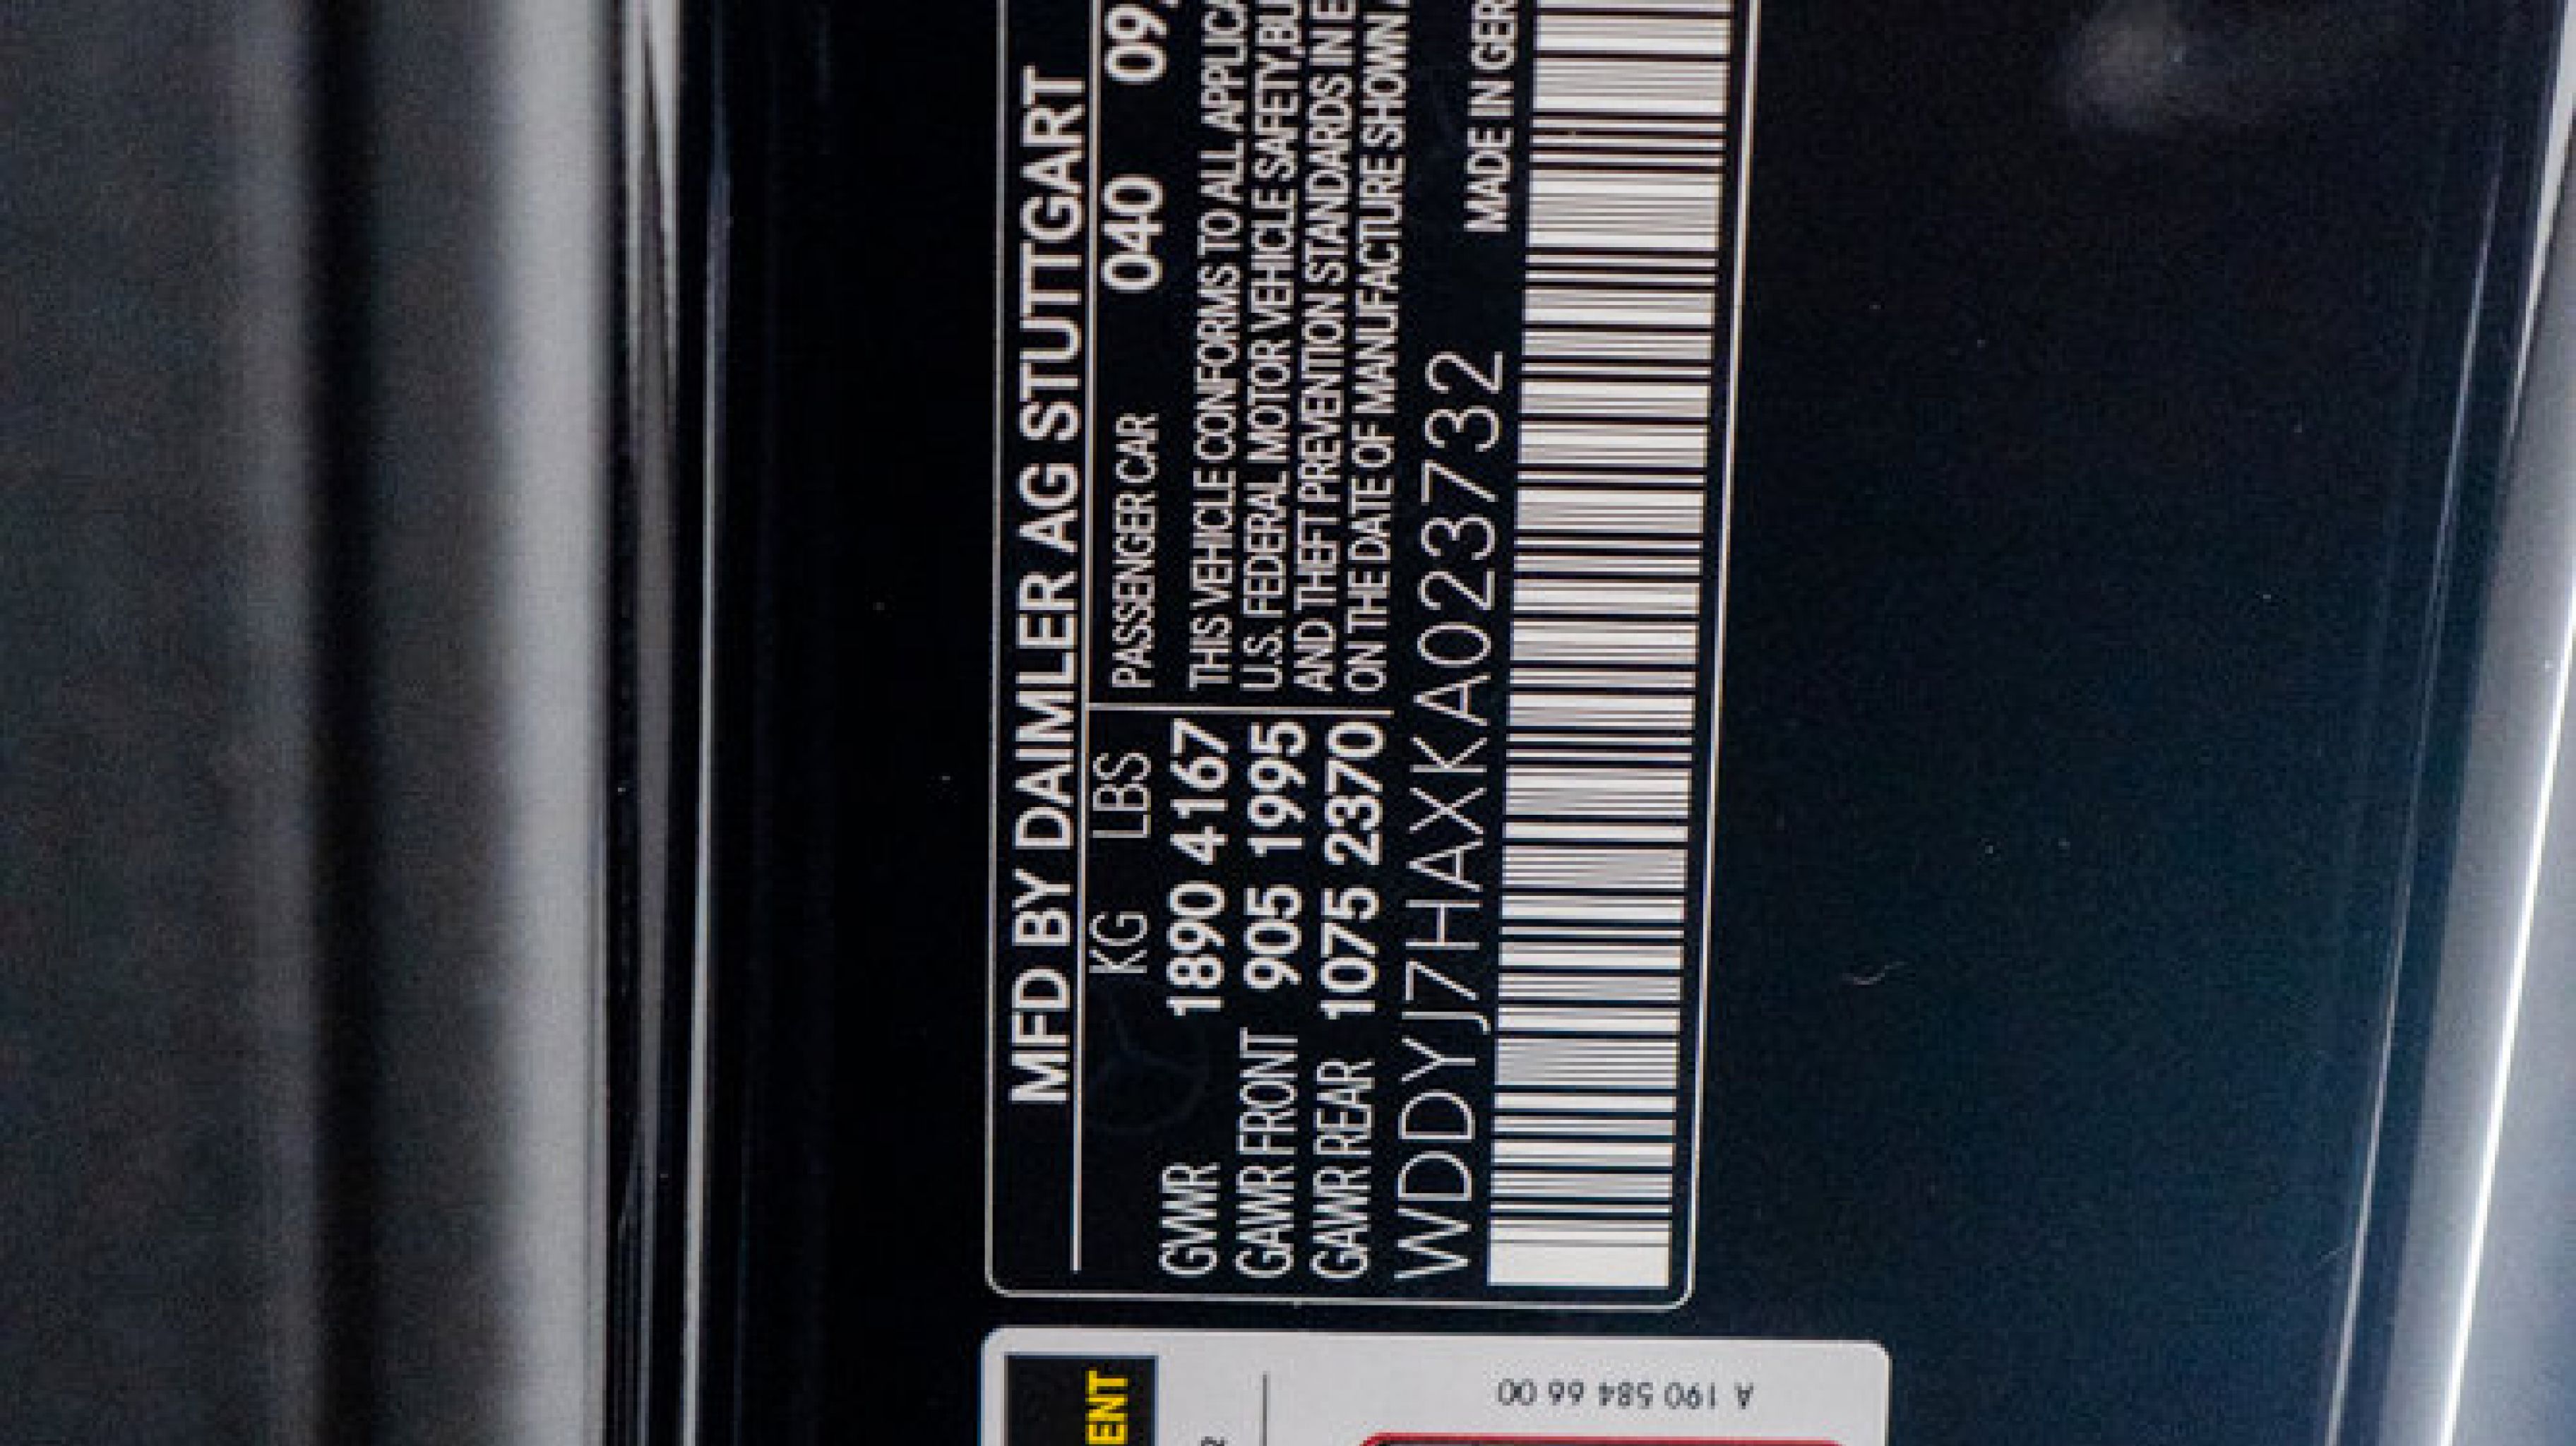 MFD BY DAIMLER AG STUTTGART
KG LBS
GVWR 1890 4167
GAWR FRONT 905 1995
GAWR REAR 1075 2370
PASSENGER CAR 040 09
THIS VEHICLE CONFORMS TO ALL APPLICA
U.S. FEDERAL MOTOR VEHICLE SAFETY,BU
AND THEFT PREVENTION STANDARDS IN E
ON THE DATE OF MANUFACTURE SHOWN
WDDYJ7HAXKA023732
MADE IN GER
ENT
A 190 584 66 00